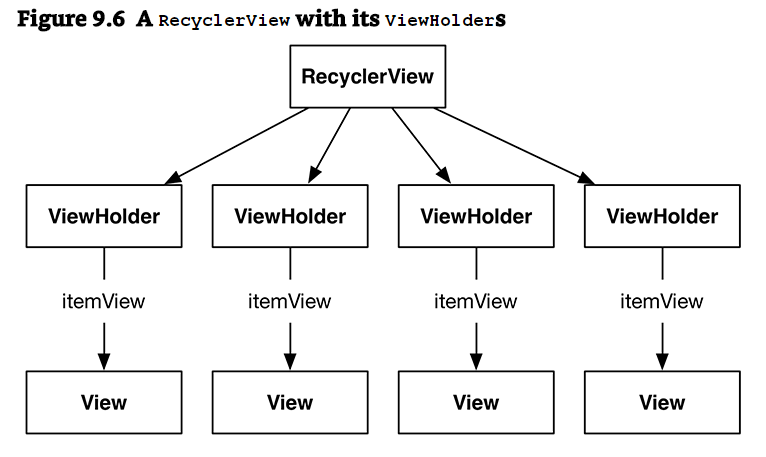 Figure 9.6 A RecyclerView with its ViewHolders
RecyclerView
ViewHolder ViewHolder ViewHolder ViewHolder
itemView itemView itemView itemView
View View View View